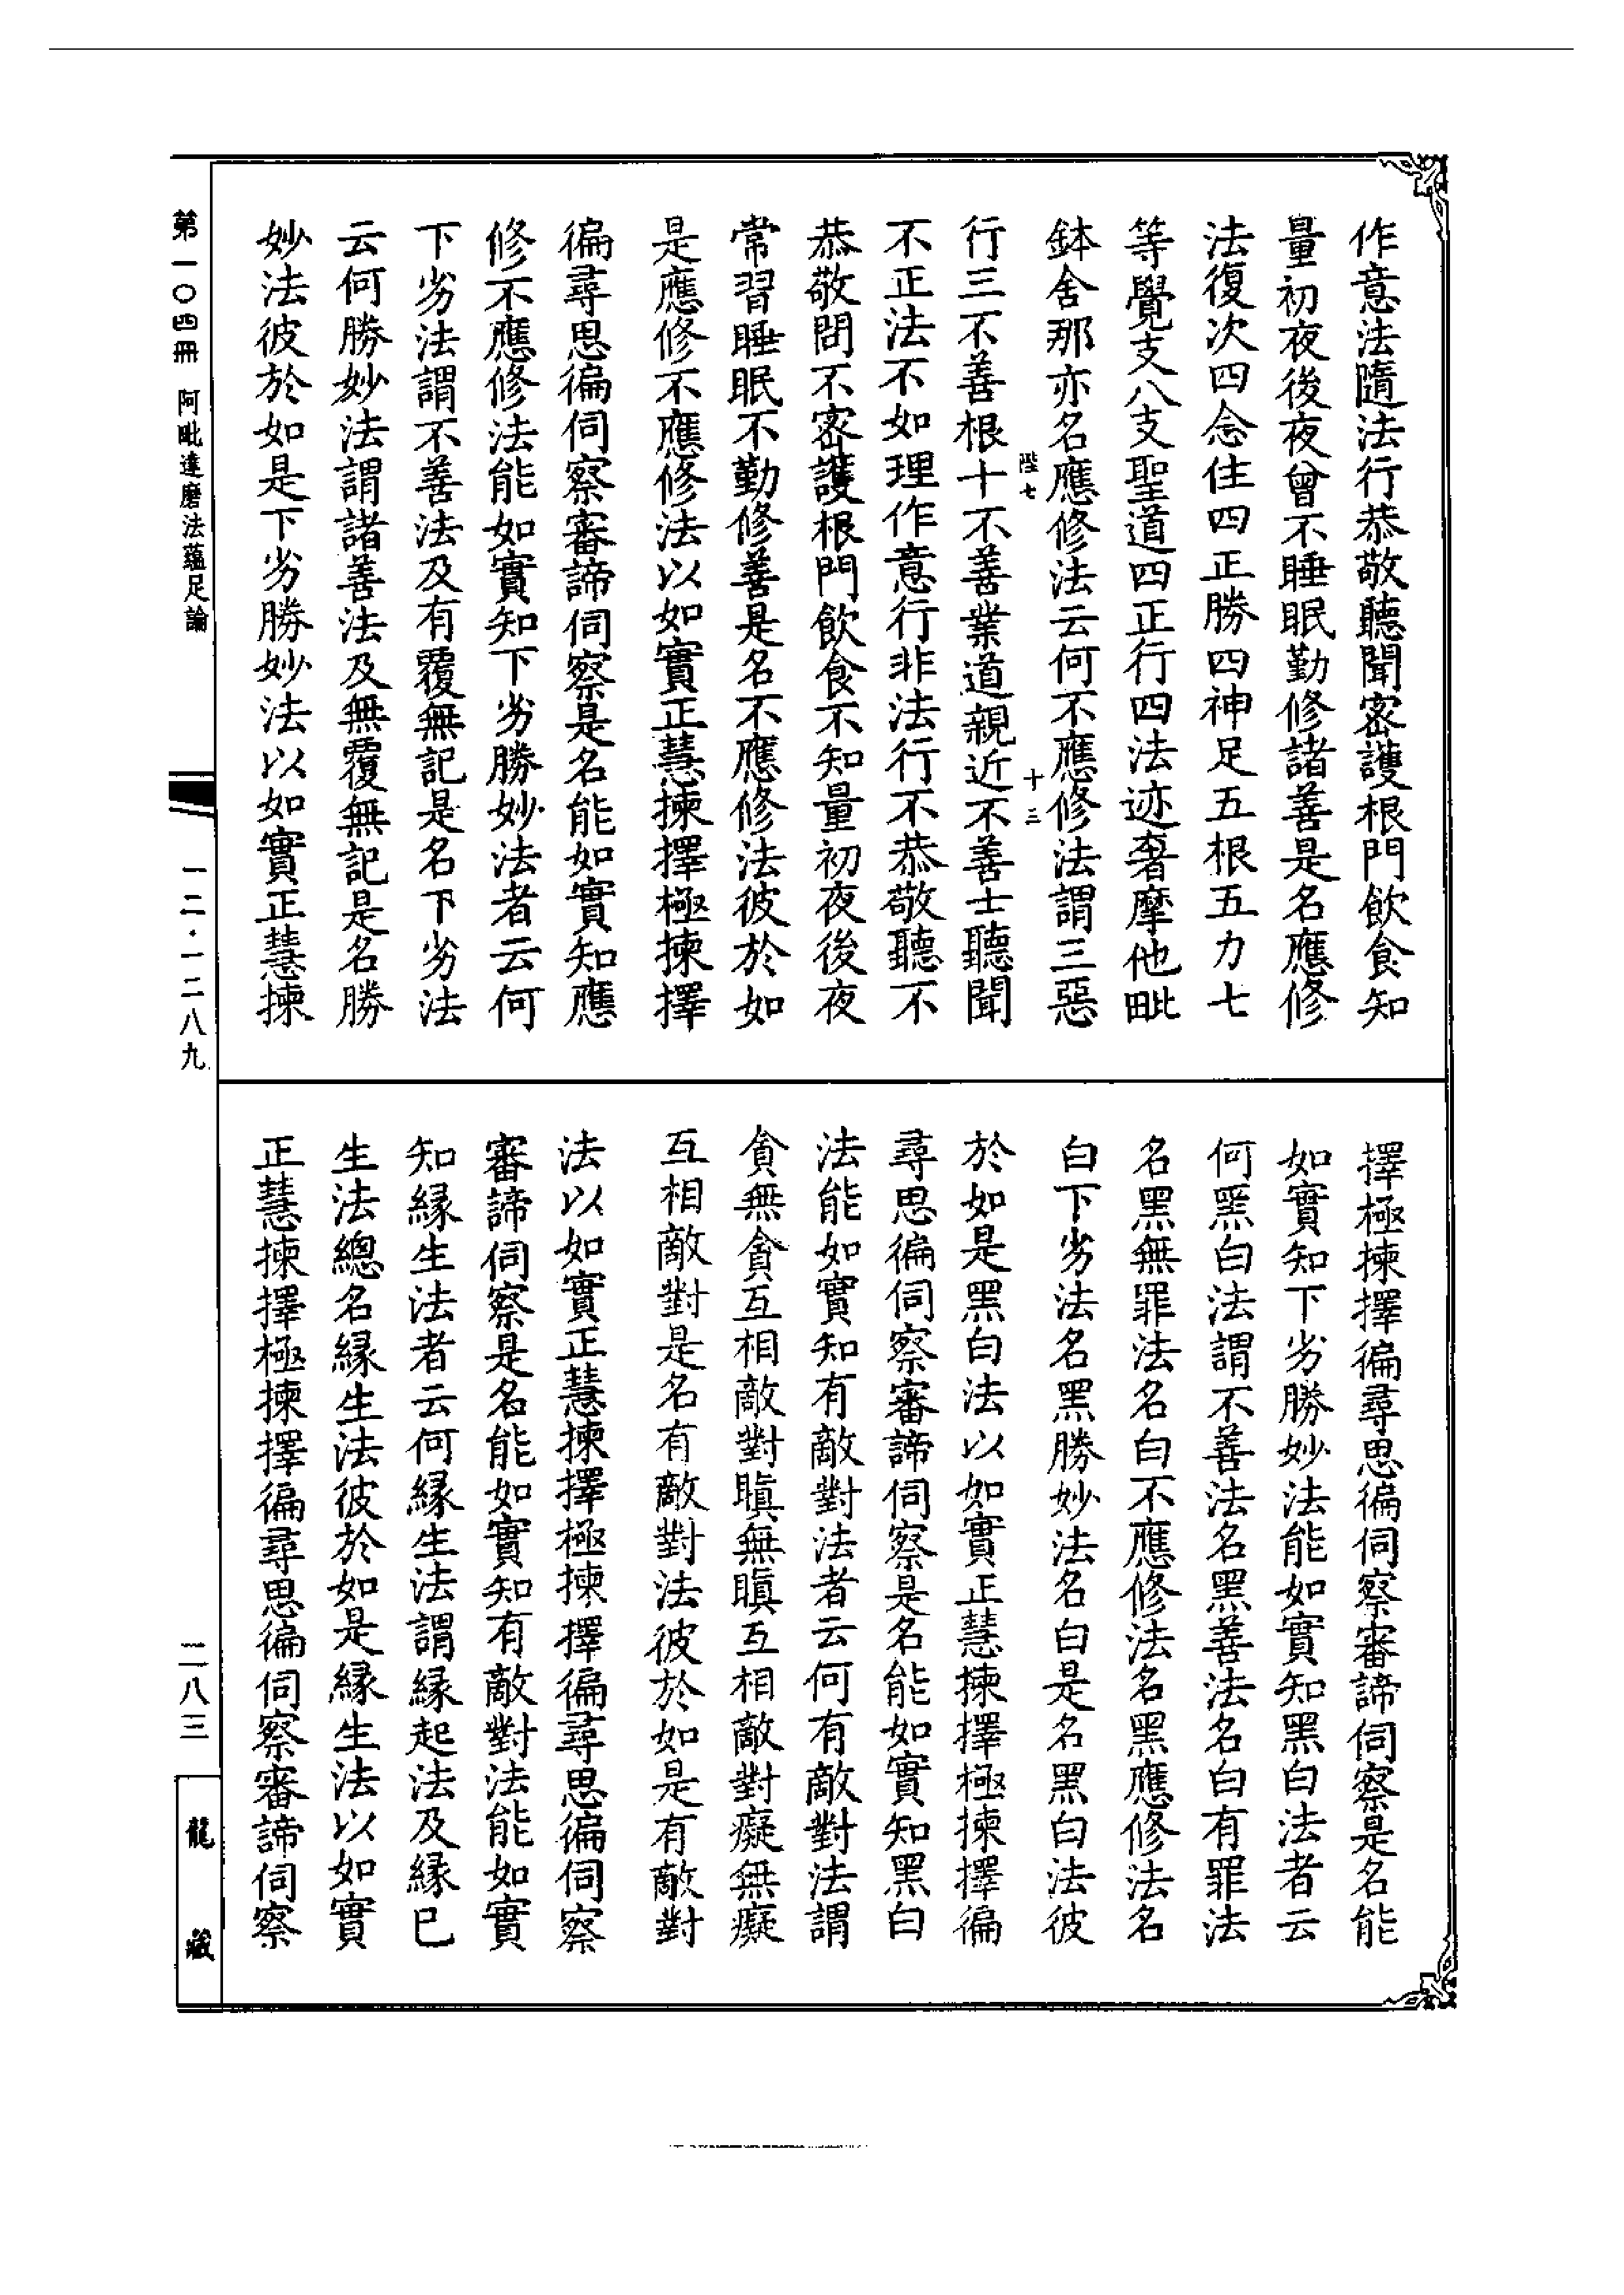 作意法隨法行恭敬聽聞密護根門飲食知
量初夜後夜曾不睡眠勤修諸善是名應修
法復次四念住四正勝四神足五根五力七
等覺支八支聖道四正行四法迹奢摩他毗
鉢舍那亦名應修法云何不應修法謂三惡
陛七　十三
行三不善根十不善業道親近不善士聽聞
不正法不如理作意行非法行不恭敬聽不
恭敬問不密護根門飲食不知量初夜後夜
常習睡眠不勤修善是名不應修法彼於如
是應修不應修法以如實正慧揀擇極揀擇
徧尋思徧伺察審諦伺察是名能如實知應
修不應修法能如實知下劣勝妙法者云何
下劣法謂不善法及有覆無記是名下劣法
云何勝妙法謂諸善法及無覆無記是名勝
妙法彼於如是下劣勝妙法以如實正慧揀
擇極揀擇徧尋思徧伺察審諦伺察是名能
如實知下劣勝妙法能如實知黑白法者云
何黑白法謂不善法名黑善法名白有罪法
名黑無罪法名白不應修法名黑應修法名
白下劣法名黑勝妙法名白是名黑白法彼
於如是黑白法以如實正慧揀擇極揀擇徧
尋思徧伺察審諦伺察是名能如實知黑白
法能如實知有敵對法者云何有敵對法謂
貪無貪互相敵對瞋無瞋互相敵對癡無癡
互相敵對是名有敵對法彼於如是有敵對
法以如實正慧揀擇極揀擇徧尋思徧伺察
審諦伺察是名能如實知有敵對法能如實
知緣生法者云何緣生法謂緣起法及緣已
生法總名緣生法彼於如是緣生法以如實
正慧揀擇極揀擇徧尋思徧伺察審諦伺察
第一〇四冊　阿毗達磨法蘊足論
一二·一二八九
二八三
龍藏